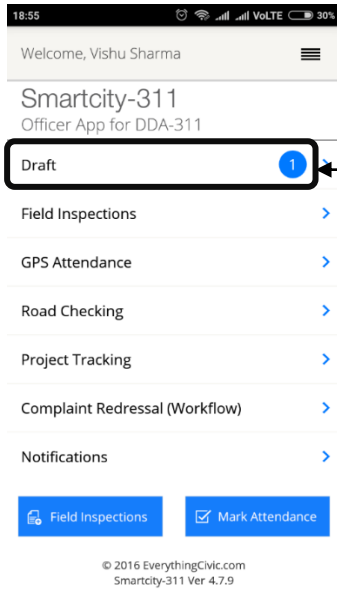 18:55 VoLTE 30%
Welcome, Vishu Sharma
Smartcity-311
Officer App for DDA-311
Draft 1
Field Inspections
GPS Attendance
Road Checking
Project Tracking
Complaint Redressal (Workflow)
Notifications
Field Inspections Mark Attendance
© 2016 EverythingCivic.com
Smartcity-311 Ver 4.7.9